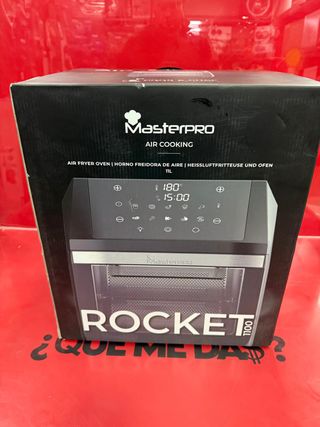 MasterPRO
AIR COOKING
AIR FRYER OVEN | HORNO FREIDORA DE AIRE | HEISSLUFTFRITTEUSE UND OFEN
11L
180°
15:00
MasterPRO
ROCKET
1100
¿QUE ME DA$?